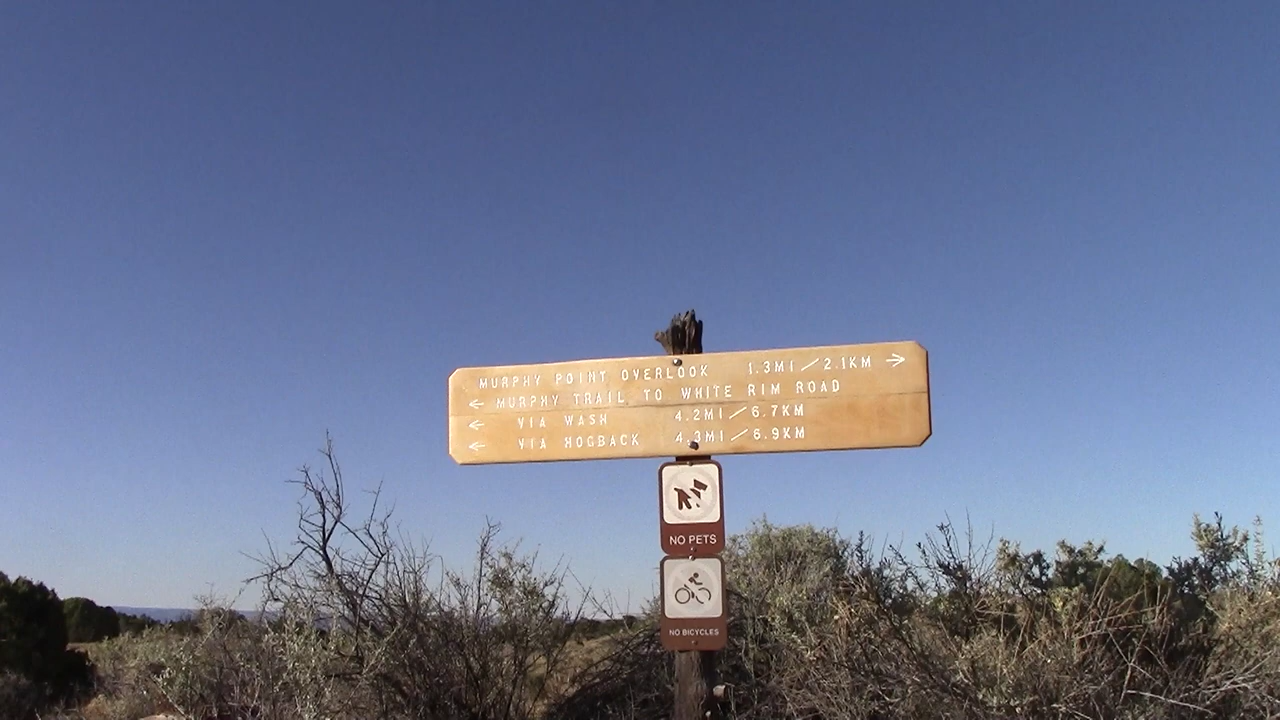 MURPHY POINT OVERLOOK 1.3MI/2.1KM →
← MURPHY TRAIL TO WHITE RIM ROAD
← VIA WASH 4.2MI/6.7KM
← VIA HOGBACK 4.3MI/6.9KM
NO PETS
NO BICYCLES